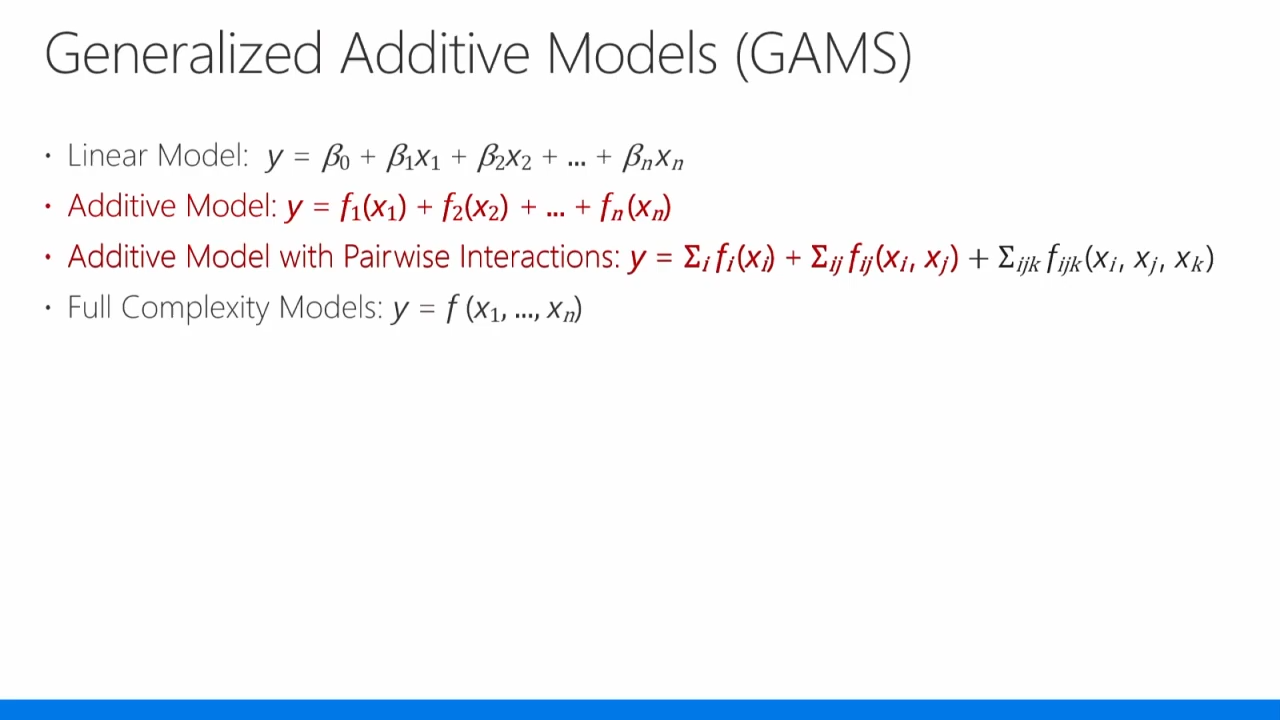 Generalized Additive Models (GAMS)
· Linear Model: y = β₀ + β₁x₁ + β₂x₂ + ... + βₙxₙ
· Additive Model: y = f₁(x₁) + f₂(x₂) + ... + fₙ(xₙ)
· Additive Model with Pairwise Interactions: y = Σᵢ fᵢ(xᵢ) + Σᵢⱼ fᵢⱼ(xᵢ, xⱼ) + Σᵢⱼₖ fᵢⱼₖ(xᵢ, xⱼ, xₖ)
· Full Complexity Models: y = f (x₁, ..., xₙ)